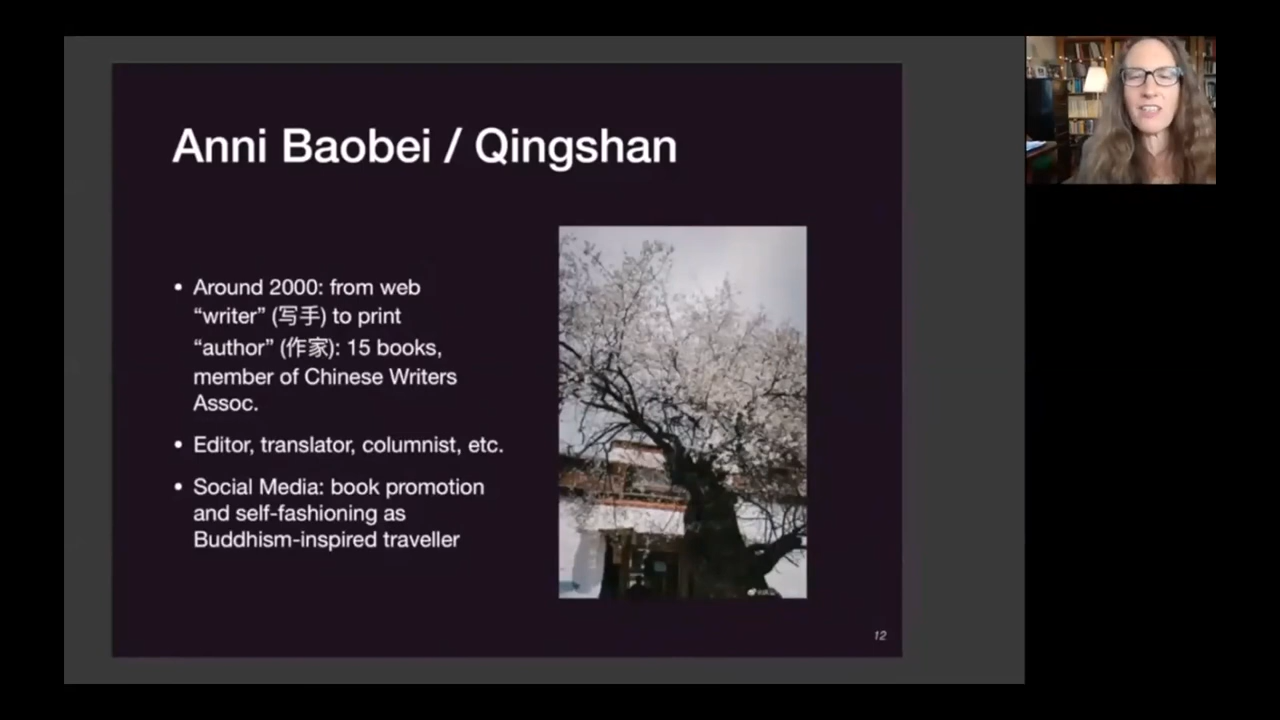 Anni Baobei / Qingshan
• Around 2000: from web
“writer” (写手) to print
“author” (作家): 15 books,
member of Chinese Writers
Assoc.
• Editor, translator, columnist, etc.
• Social Media: book promotion
and self-fashioning as
Buddhism-inspired traveller
12